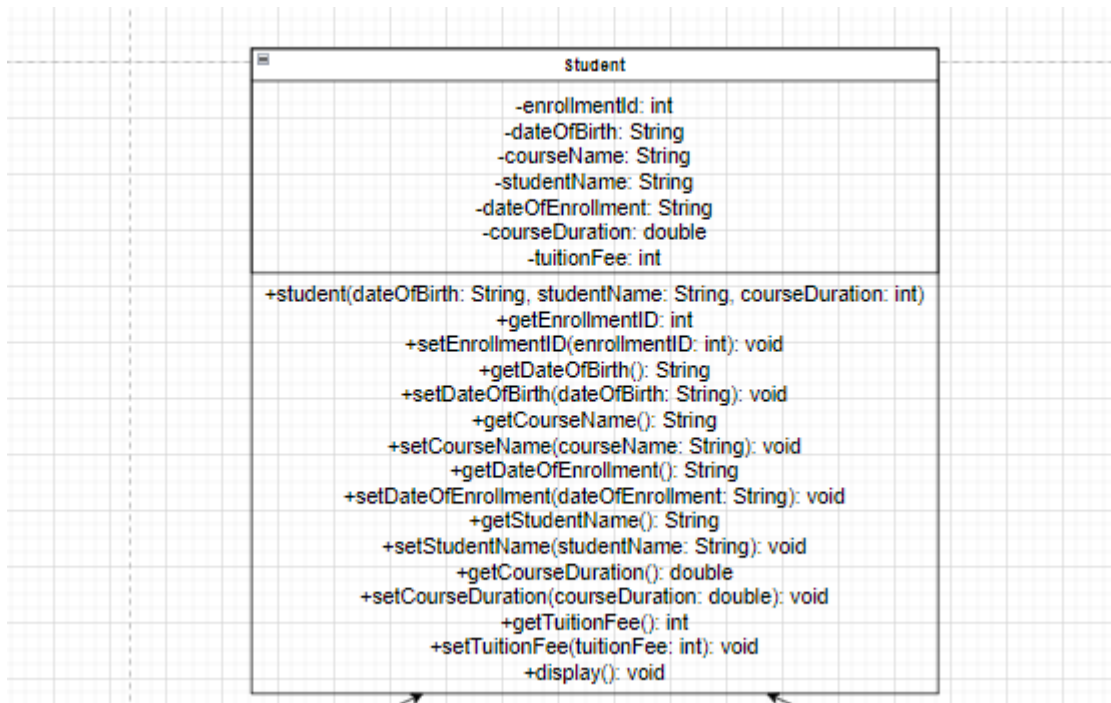 Student
-enrollmentId: int
-dateOfBirth: String
-courseName: String
-studentName: String
-dateOfEnrollment: String
-courseDuration: double
-tuitionFee: int
+student(dateOfBirth: String, studentName: String, courseDuration: int)
+getEnrollmentID: int
+setEnrollmentID(enrollmentID: int): void
+getDateOfBirth(): String
+setDateOfBirth(dateOfBirth: String): void
+getCourseName(): String
+setCourseName(courseName: String): void
+getDateOfEnrollment(): String
+setDateOfEnrollment(dateOfEnrollment: String): void
+getStudentName(): String
+setStudentName(studentName: String): void
+getCourseDuration(): double
+setCourseDuration(courseDuration: double): void
+getTuitionFee(): int
+setTuitionFee(tuitionFee: int): void
+display(): void